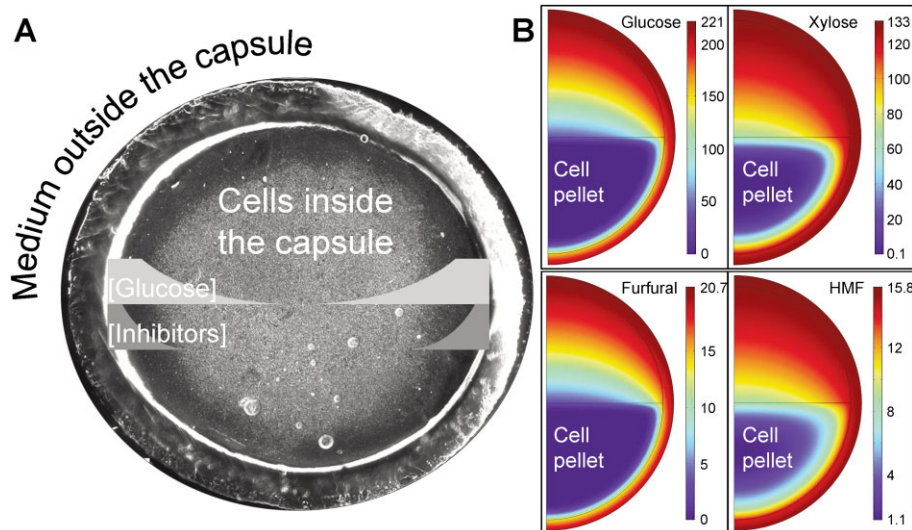 A
Medium outside the capsule
Cells inside
the capsule
[Glucose]
[Inhibitors]
B
Glucose
221
200
150
100
50
0
Cell
pellet
Xylose
133
120
100
80
60
40
20
0.1
Cell
pellet
Furfural
20.7
15
10
5
0
Cell
pellet
HMF
15.8
12
8
4
1.1
Cell
pellet